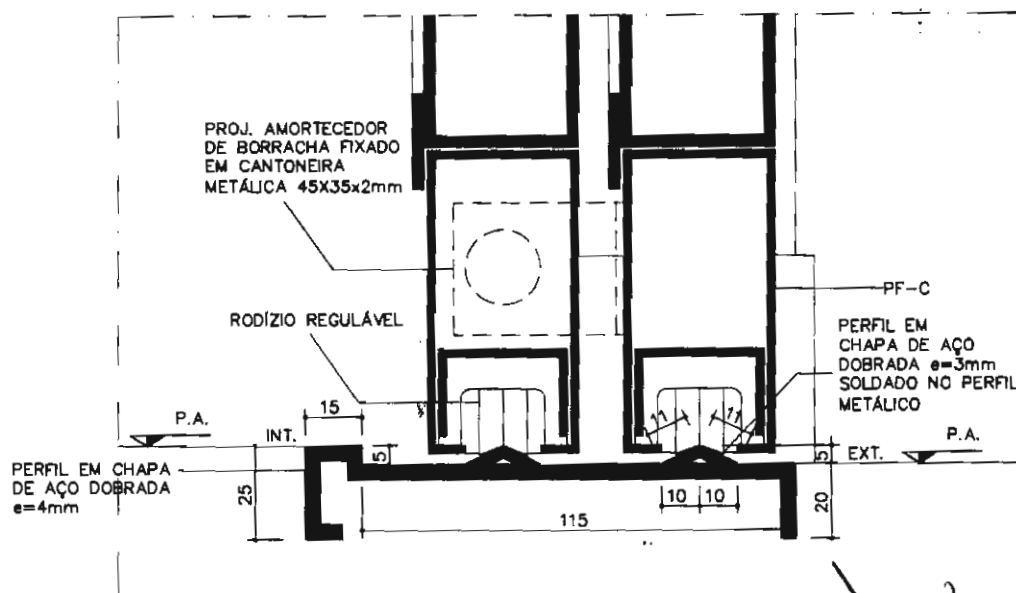 PROJ. AMORTECEDOR
DE BORRACHA FIXADO
EM CANTONEIRA
METÁLICA 45X35x2mm
PF-C
RODÍZIO REGULÁVEL
PERFIL EM
CHAPA DE AÇO
DOBRADA e=3mm
SOLDADO NO PERFIL
METÁLICO
15
11
11
P.A.
INT.
5
P.A.
EXT.
5
PERFIL EM CHAPA
DE AÇO DOBRADA
e=4mm
25
10
10
20
115